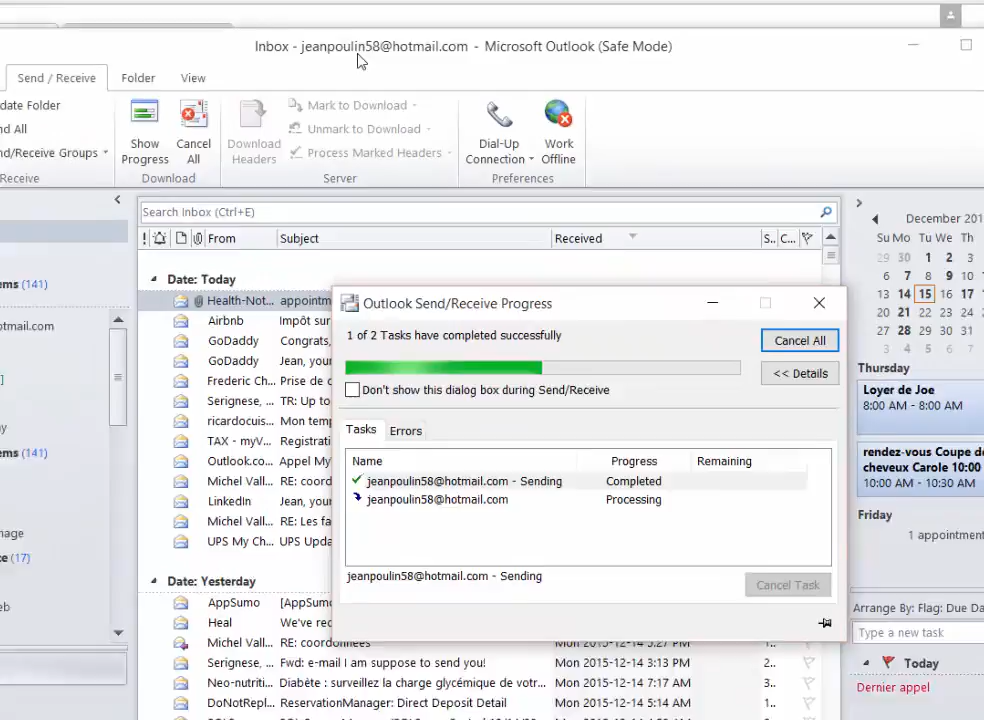 Inbox - jeanpoulin58@hotmail.com - Microsoft Outlook (Safe Mode)
Send / Receive Folder View
date Folder
nd All
nd/Receive Groups
Receive
Show Progress
Cancel All
Download
Download Headers
Mark to Download
Unmark to Download
Process Marked Headers
Server
Dial-Up Connection
Work Offline
Preferences
Search Inbox (Ctrl+E)
! From Subject Received S.. C...
ms (141)
otmail.com
]
y
ms (453)
nage
e (17)
eb
Date: Today
Health-Not... appointm
Airbnb Impôt sur
GoDaddy Congrats,
GoDaddy Jean, your
Frederic Ch... Prise de
Serignese, ... TR: Up to
ricardocuis... Mon temp
TAX - myV... Registrati
Outlook.co... Appel My
Michel Vall... RE: coord
LinkedIn Jean, your
Michel Vall... RE: Les fa
UPS My Ch... UPS Upda
Date: Yesterday
AppSumo [AppSumo
Heal We've rec
Michel Vall... RE: coordonées Mon 2015-12-14 5:27 PM 1..
Serignese, ... Fwd: e-mail I am suppose to send you! Mon 2015-12-14 3:13 PM 2..
Neo-nutriti... Diabète : surveillez la charge glycémique de votr... Mon 2015-12-14 7:17 AM 3..
DoNotRepl... ReservationManager: Direct Deposit Detail Mon 2015-12-14 5:14 AM 1..
Outlook Send/Receive Progress
1 of 2 Tasks have completed successfully
Cancel All
<< Details
Don't show this dialog box during Send/Receive
Tasks Errors
Name Progress Remaining
jeanpoulin58@hotmail.com - Sending Completed
jeanpoulin58@hotmail.com Processing
jeanpoulin58@hotmail.com - Sending
Cancel Task
December 201
Su Mo Tu We Th
29 30 1 2 3
6 7 8 9 10
13 14 15 16 17
20 21 22 23 24
27 28 29 30 31
3 4 5 6 7
Thursday
Loyer de Joe
8:00 AM - 8:00 AM
rendez-vous Coupe de
cheveux Carole 10:00
10:00 AM - 10:30 AM
Friday
1 appointmen
Arrange By: Flag: Due Da
Type a new task
Today
Dernier appel